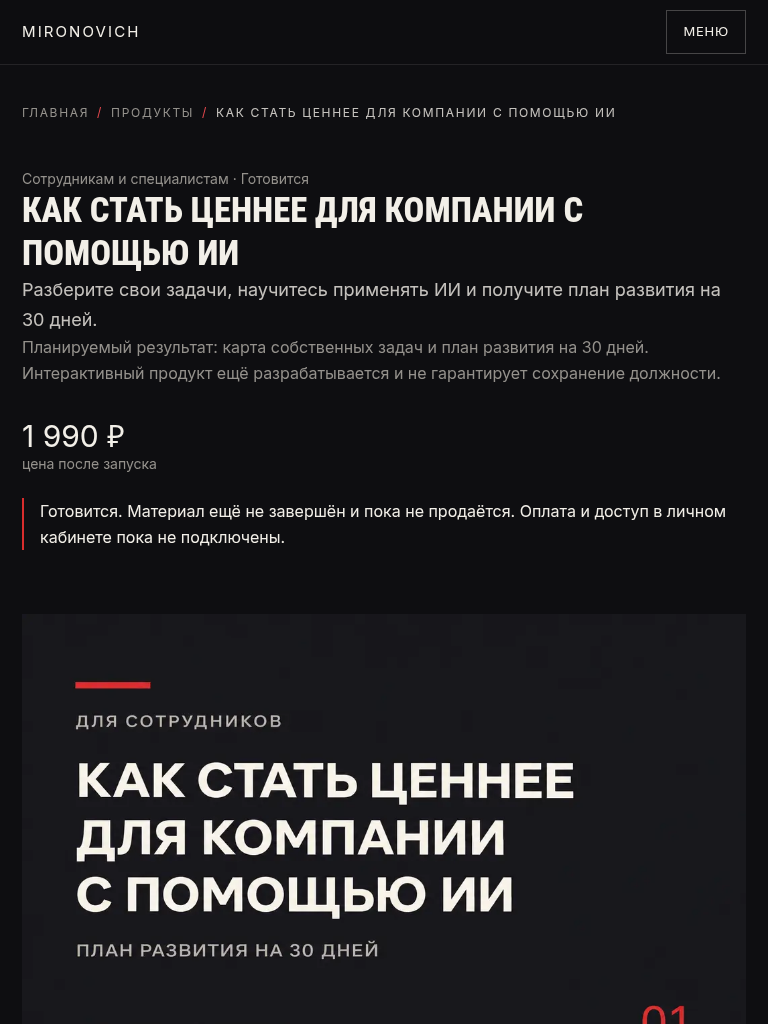 MIRONOVICH
МЕНЮ
ГЛАВНАЯ / ПРОДУКТЫ / КАК СТАТЬ ЦЕННЕЕ ДЛЯ КОМПАНИИ С ПОМОЩЬЮ ИИ
Сотрудникам и специалистам · Готовится
КАК СТАТЬ ЦЕННЕЕ ДЛЯ КОМПАНИИ С
ПОМОЩЬЮ ИИ
Разберите свои задачи, научитесь применять ИИ и получите план развития на
30 дней.
Планируемый результат: карта собственных задач и план развития на 30 дней.
Интерактивный продукт ещё разрабатывается и не гарантирует сохранение должности.
1 990 ₽
цена после запуска
Готовится. Материал ещё не завершён и пока не продаётся. Оплата и доступ в личном
кабинете пока не подключены.
ДЛЯ СОТРУДНИКОВ
КАК СТАТЬ ЦЕННЕЕ
ДЛЯ КОМПАНИИ
С ПОМОЩЬЮ ИИ
ПЛАН РАЗВИТИЯ НА 30 ДНЕЙ
01